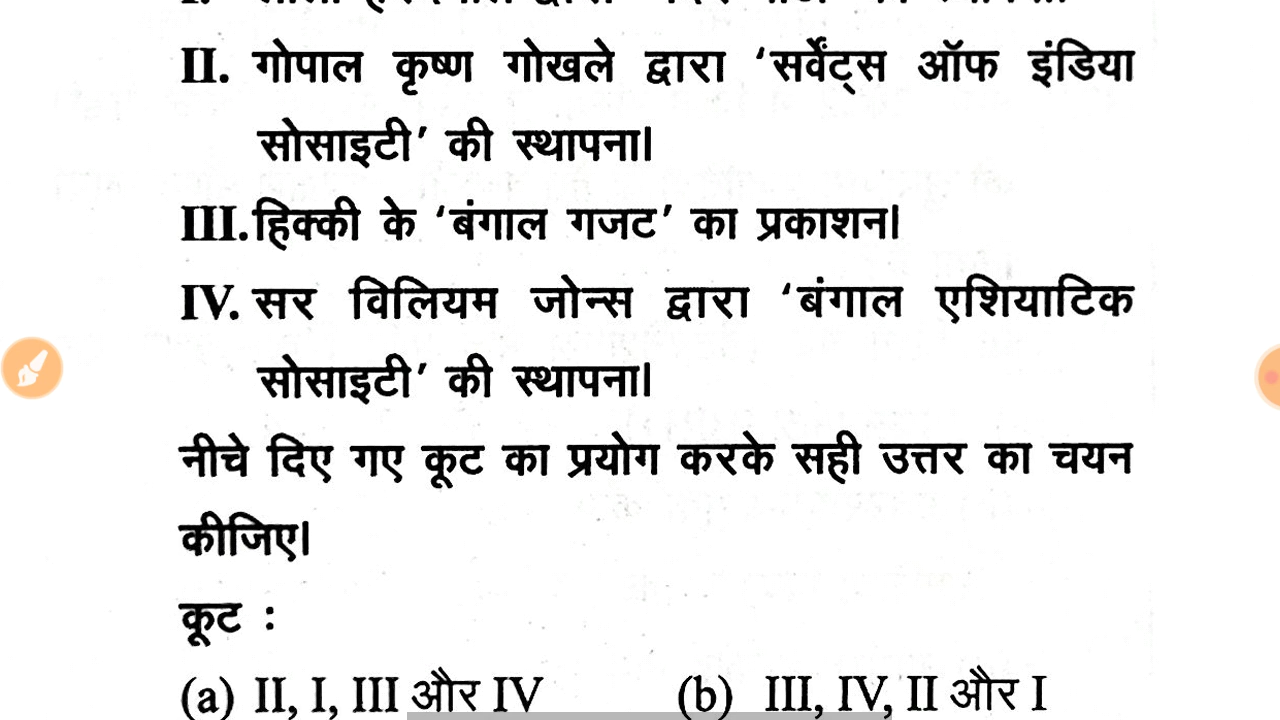 II. गोपाल कृष्ण गोखले द्वारा ‘सर्वेंट्स ऑफ इंडिया
सोसाइटी’ की स्थापना।
III. हिक्की के ‘बंगाल गजट’ का प्रकाशन।
IV. सर विलियम जोन्स द्वारा ‘बंगाल एशियाटिक
सोसाइटी’ की स्थापना।
नीचे दिए गए कूट का प्रयोग करके सही उत्तर का चयन
कीजिए।
कूट :
(a) II, I, III और IV (b) III, IV, II और I